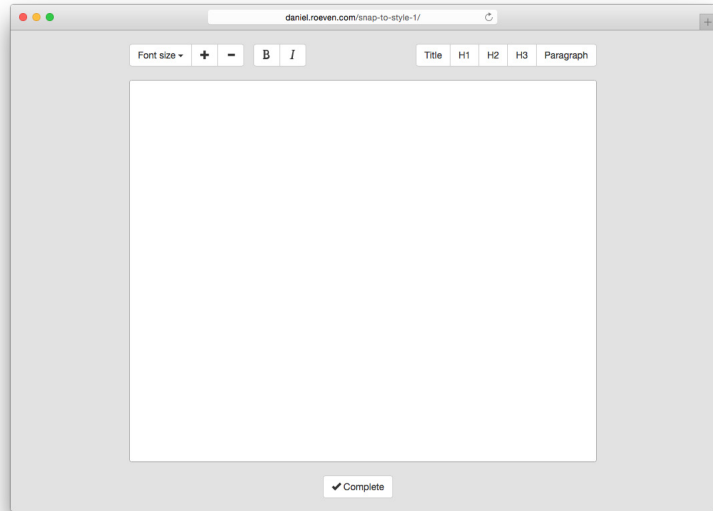 daniel.roeven.com/snap-to-style-1/
Font size B I Title H1 H2 H3 Paragraph
Complete